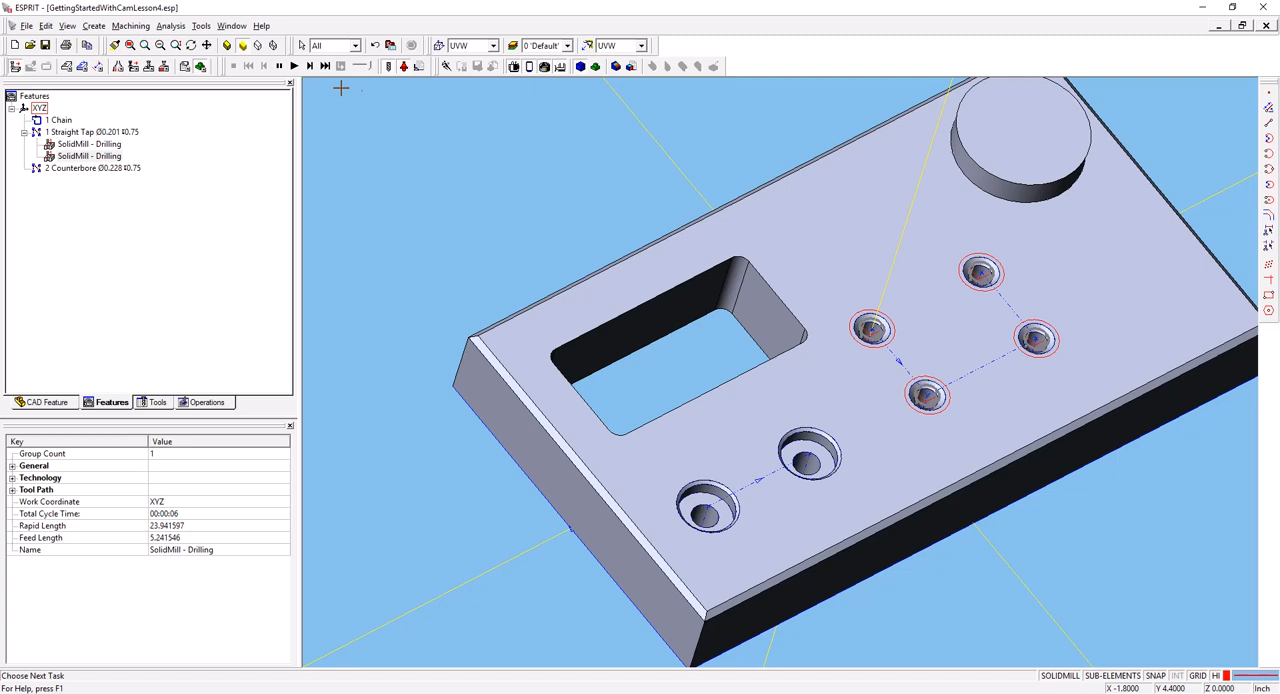 ESPRIT - [GettingStartedWithCamLesson4.esp]
File Edit View Create Machining Analysis Tools Window Help
All UVW 0 'Default' UVW
Features
XYZ
1 Chain
1 Straight Tap Ø0.201 ↧0.75
SolidMill - Drilling
SolidMill - Drilling
2 Counterbore Ø0.228 ↧0.75
CAD Feature Features Tools Operations
Key Value
Group Count 1
General
Technology
Tool Path
Work Coordinate XYZ
Total Cycle Time: 00:00:06
Rapid Length 23.941597
Feed Length 5.241546
Name SolidMill - Drilling
Choose Next Task SOLIDMILL SUB-ELEMENTS SNAP INT GRID HI
For Help, press F1 X -1.8000 Y 4.4000 Z 0.0000 Inch